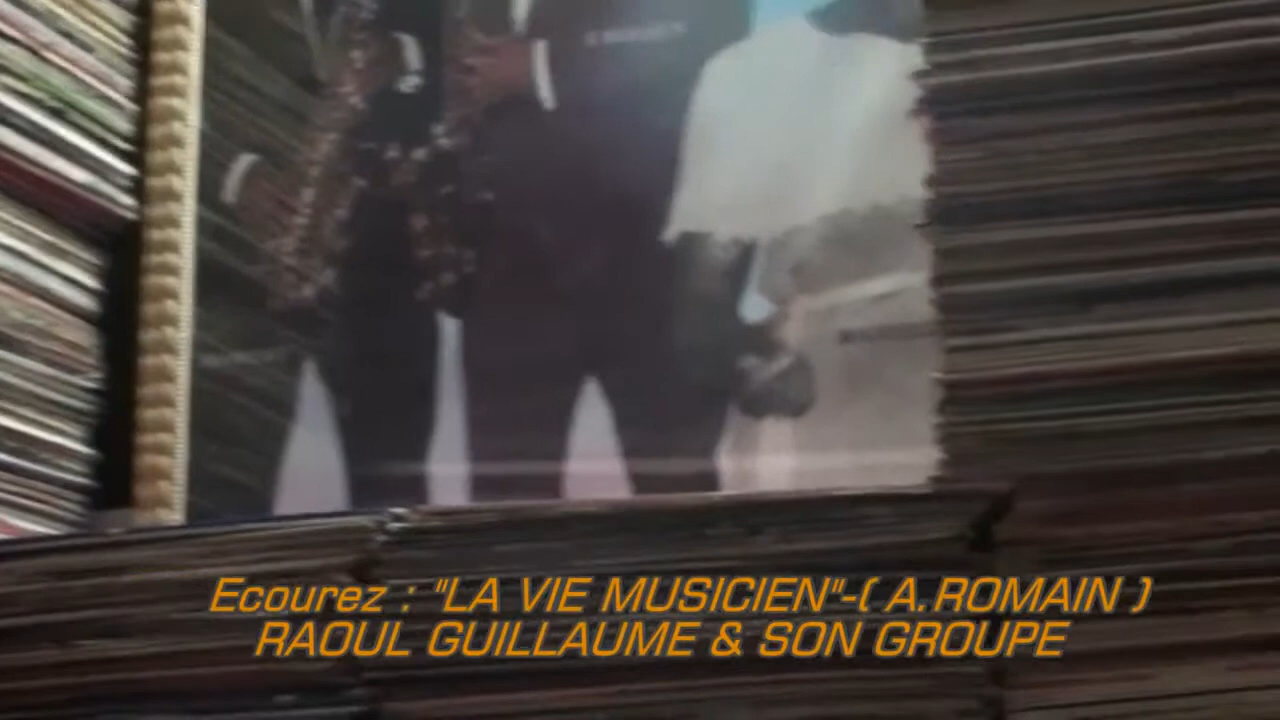 Ecourez : "LA VIE MUSICIEN"-( A.ROMAIN )
RAOUL GUILLAUME & SON GROUPE